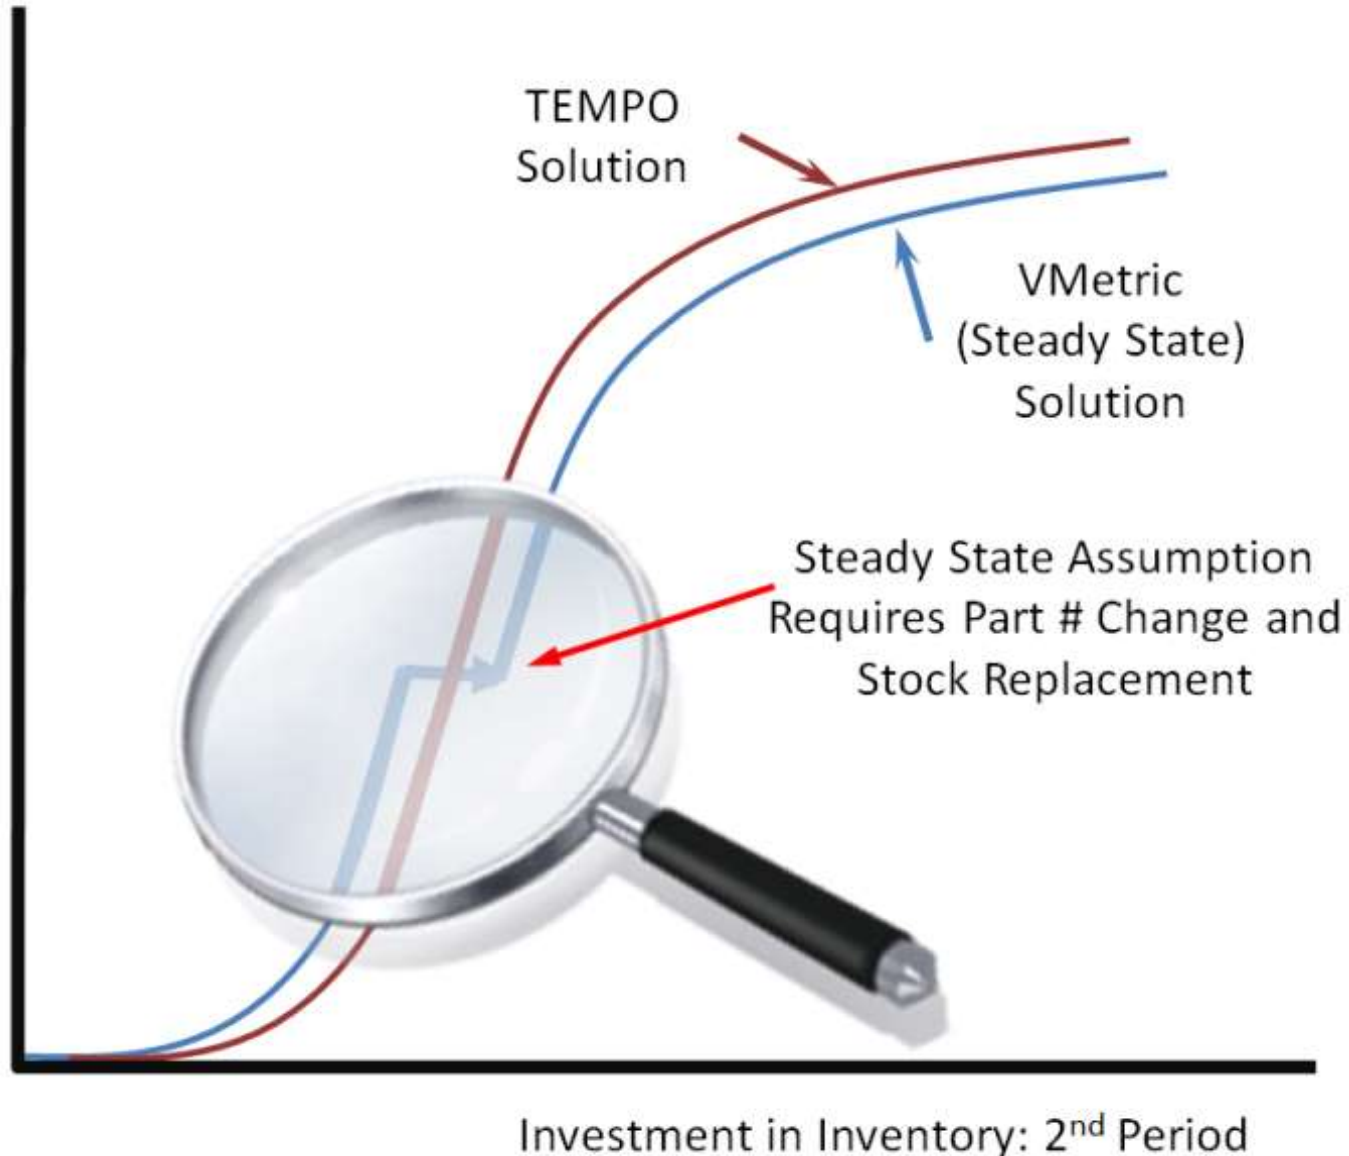 TEMPO
Solution
VMetric
(Steady State)
Solution
Steady State Assumption
Requires Part # Change and
Stock Replacement
Investment in Inventory: 2nd Period